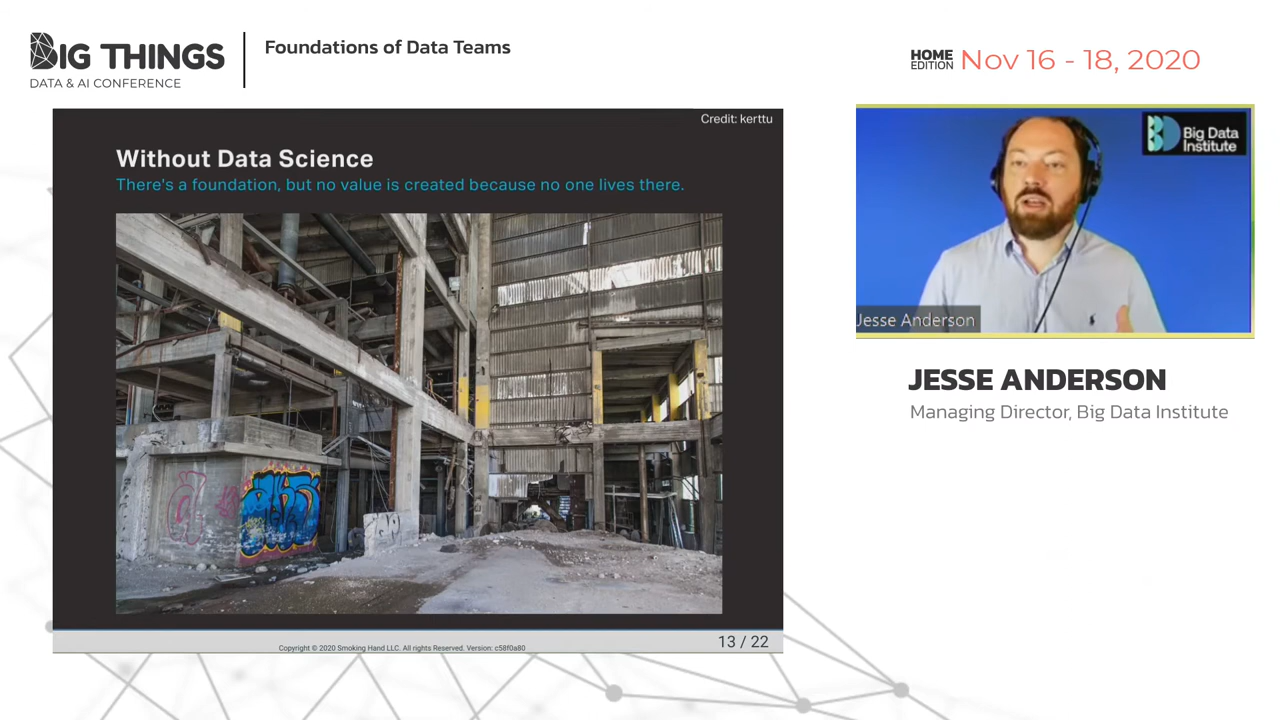 BIG THINGS
DATA & AI CONFERENCE
Foundations of Data Teams
HOME
EDITION
Nov 16 - 18, 2020
Credit: kerttu
Without Data Science
There's a foundation, but no value is created because no one lives there.
Copyright © 2020 Smoking Hand LLC. All rights Reserved. Version: c58f0a80
13 / 22
Big Data
Institute
Jesse Anderson
JESSE ANDERSON
Managing Director, Big Data Institute